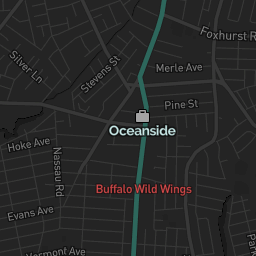 Foxhurst R
Merle Ave
Silver Ln
Stevens St
Pine St
Oceanside
Hoke Ave
Nassau Rd
Buffalo Wild Wings
Evans Ave
Vermont Ave
Par